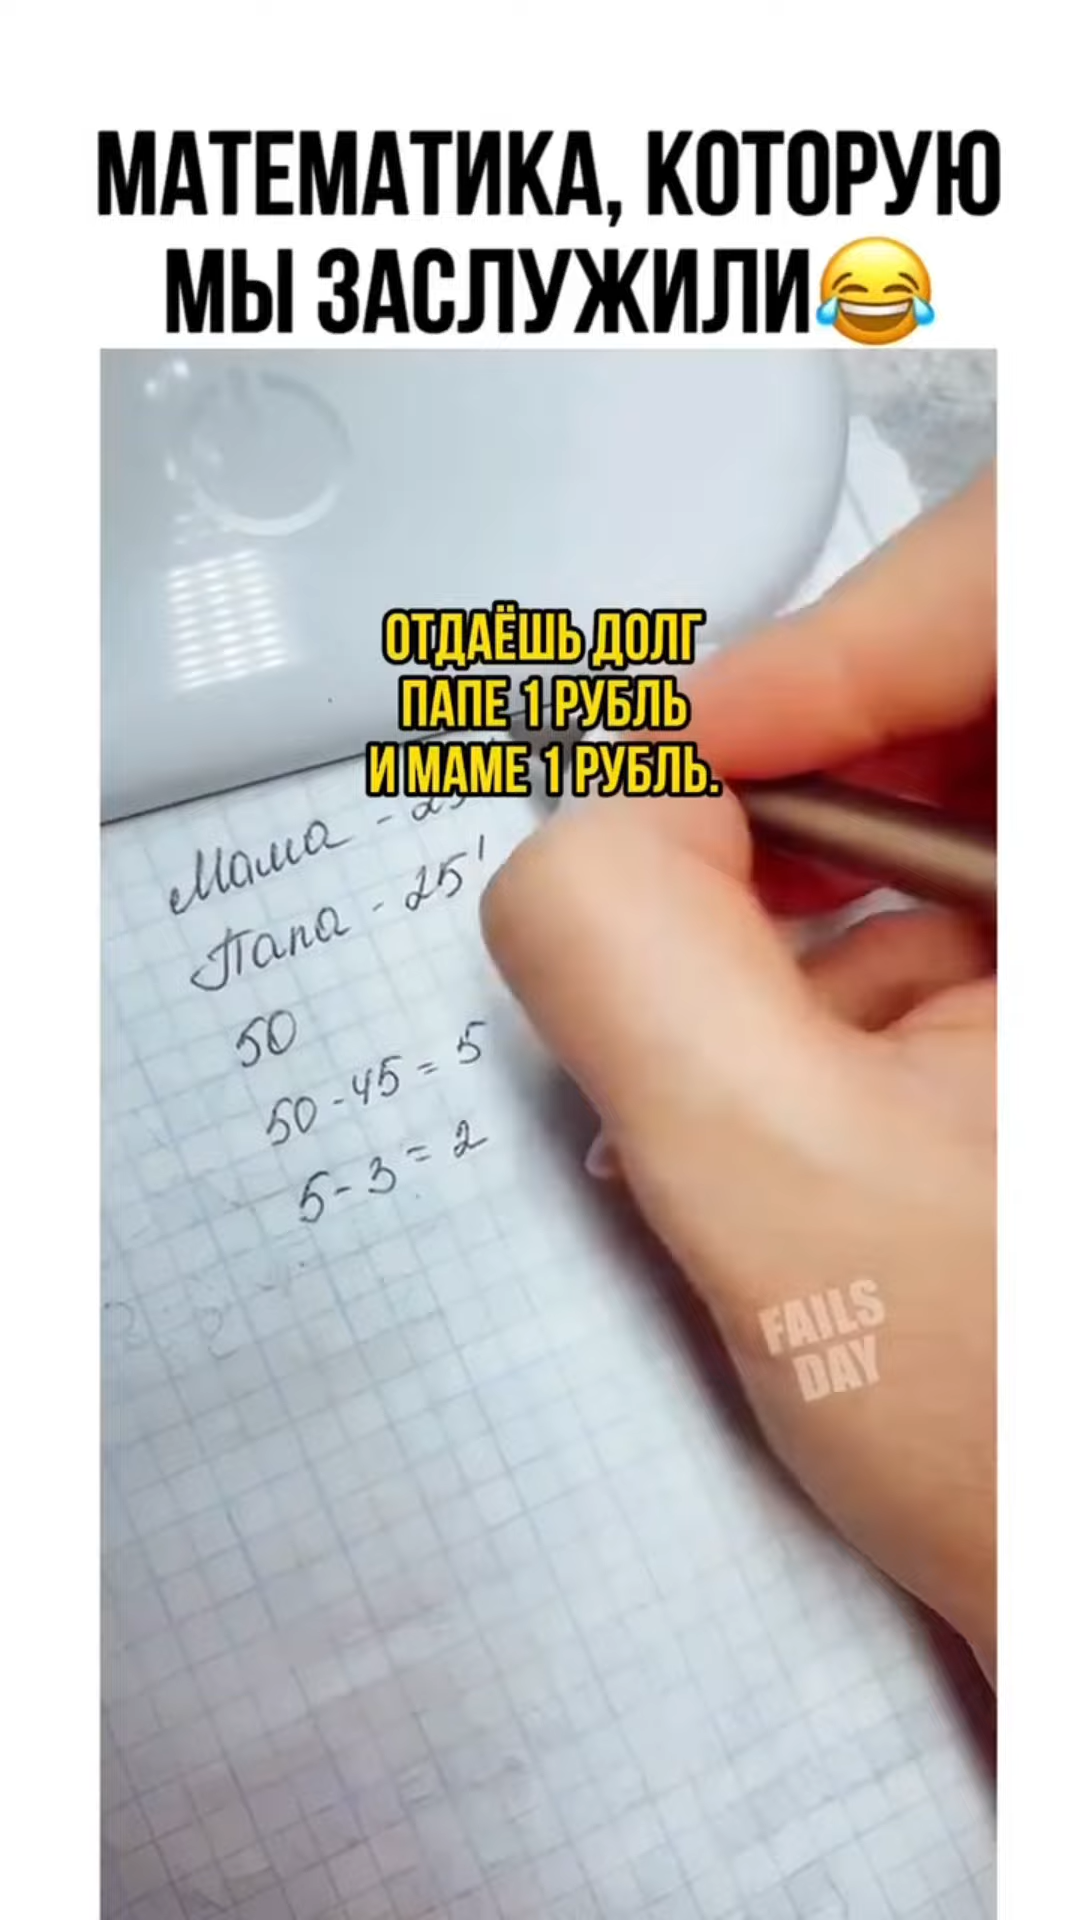 МАТЕМАТИКА, КОТОРУЮ
МЫ ЗАСЛУЖИЛИ😂
ОТДАЁШЬ ДОЛГ
ПАПЕ 1 РУБЛЬ
И МАМЕ 1 РУБЛЬ.
Мама -
Папа - 25
50
50 - 45 = 5
5 - 3 = 2
FAILS
DAY